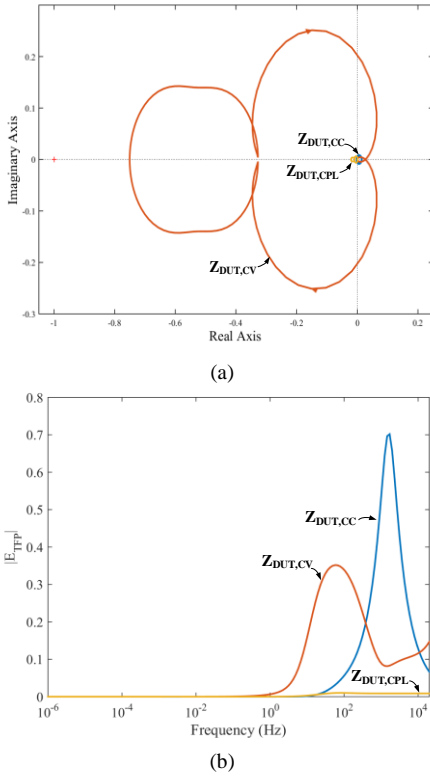 0.2
0.1
0
-0.1
-0.2
-0.3
Imaginary Axis
Z_DUT,CC
Z_DUT,CPL
Z_DUT,CV
-1 -0.8 -0.6 -0.4 -0.2 0 0.2
Real Axis
(a)
0.8
0.7
0.6
0.5
0.4
0.3
0.2
0.1
0
|E_TFP|
Z_DUT,CC
Z_DUT,CV
Z_DUT,CPL
10^-6 10^-4 10^-2 10^0 10^2 10^4
Frequency (Hz)
(b)